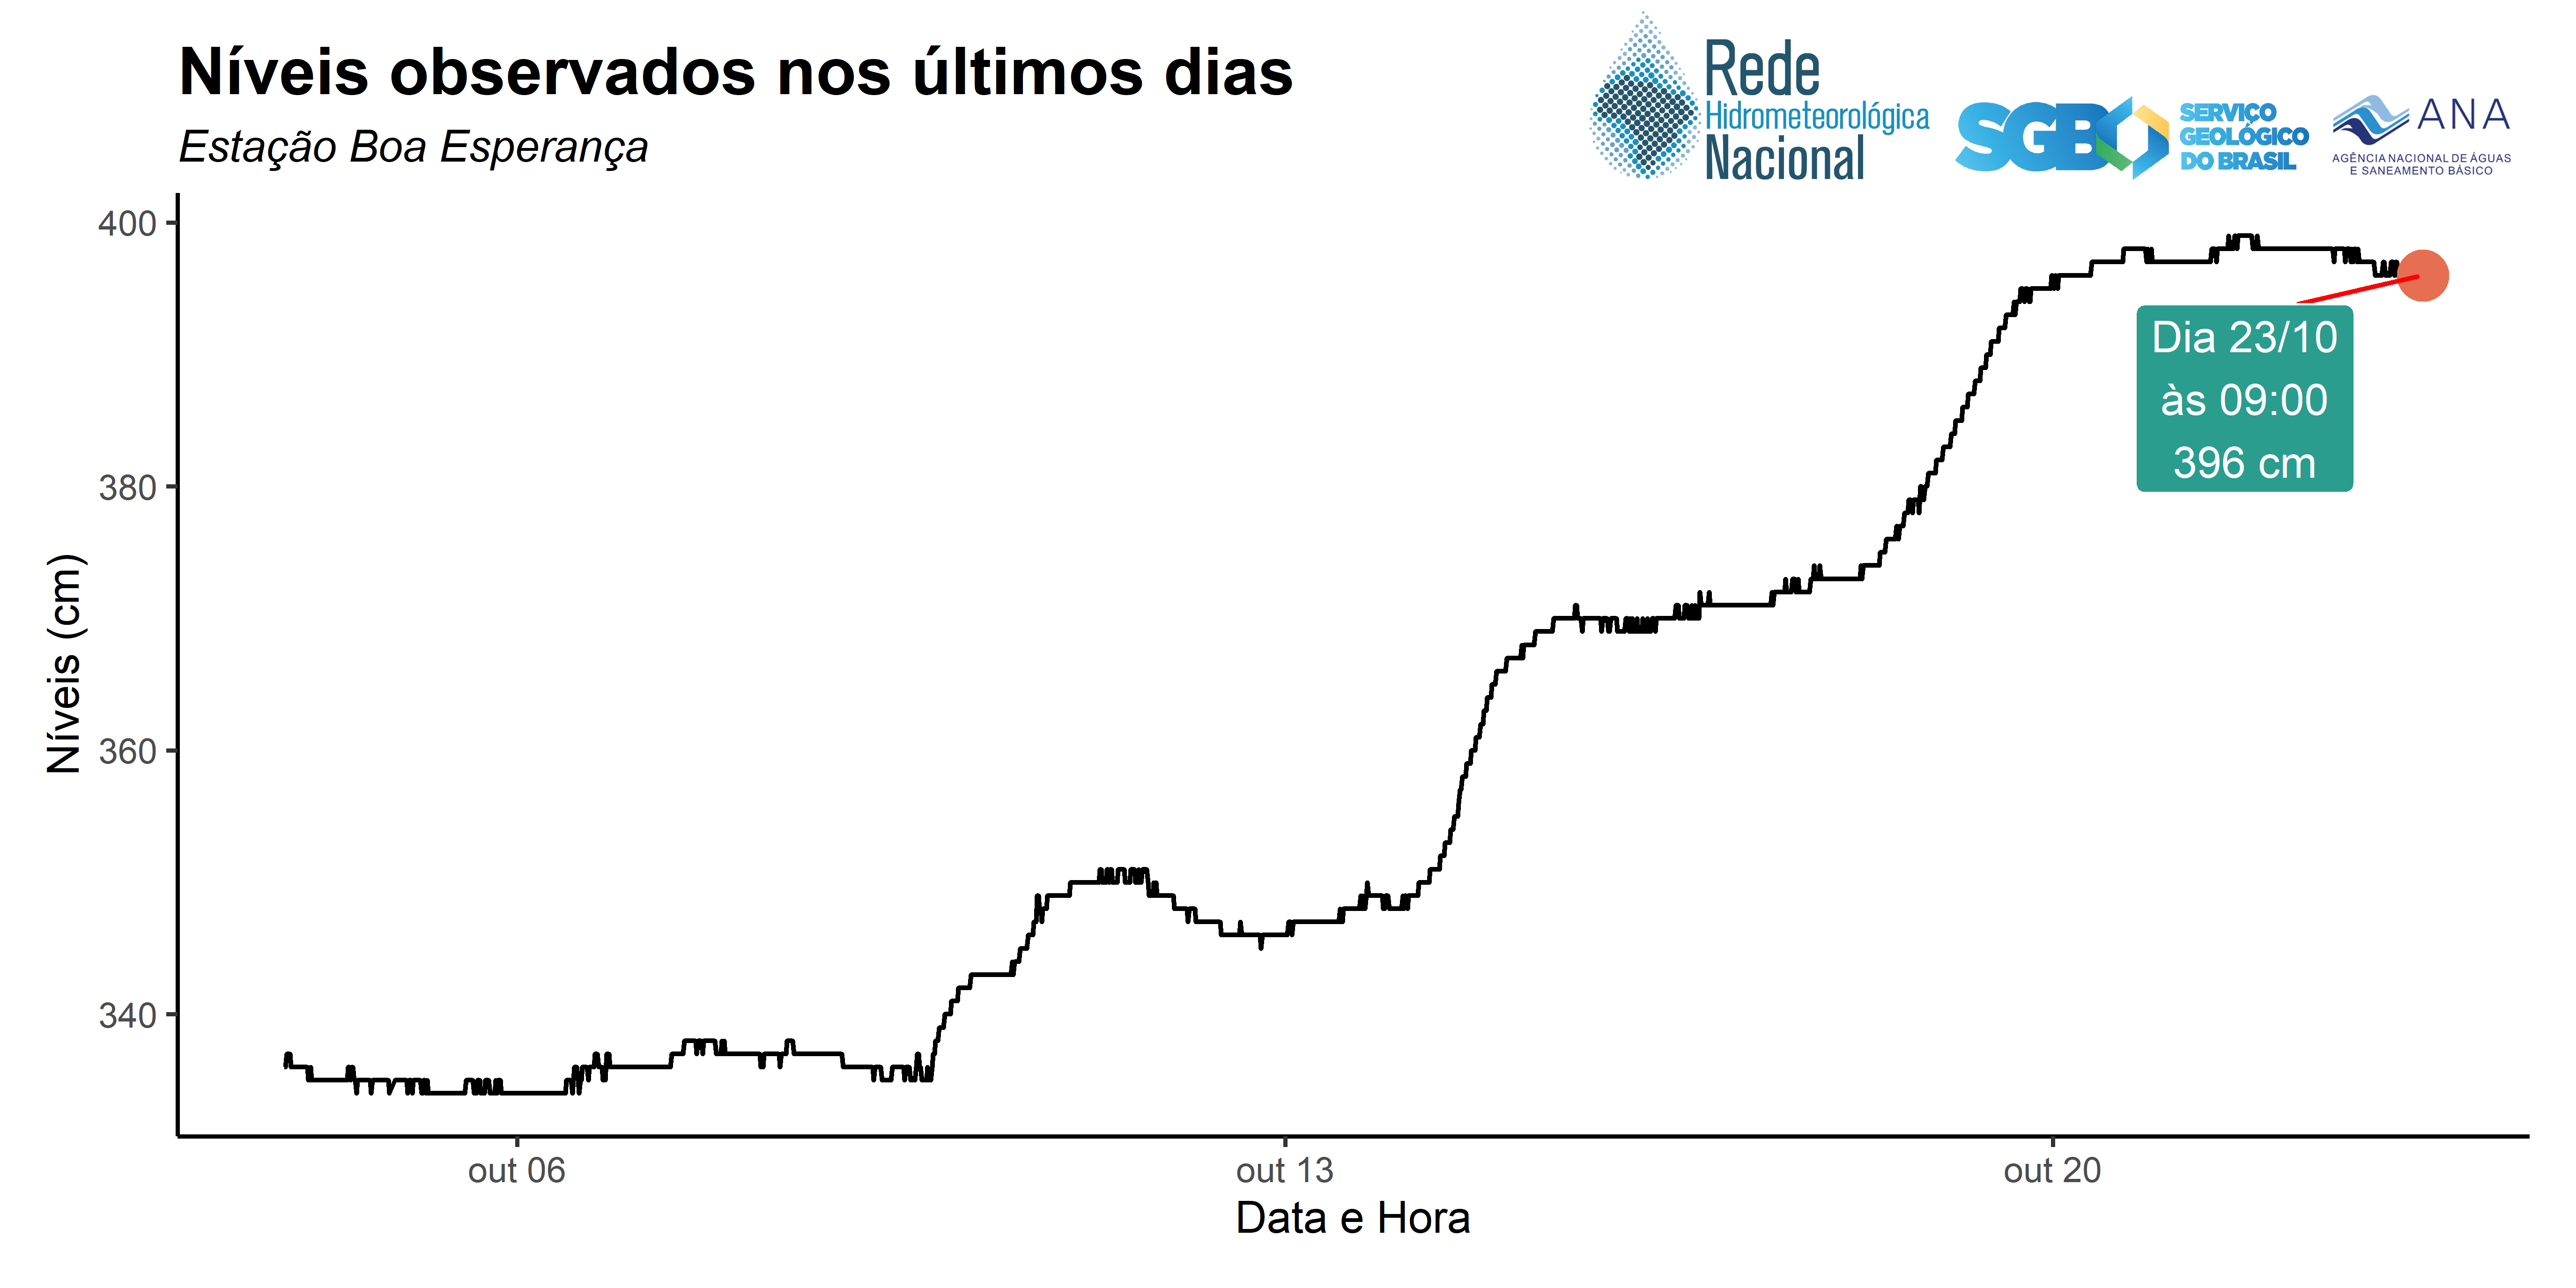 Níveis observados nos últimos dias
Estação Boa Esperança
Rede
Hidrometeorológica
Nacional
SGB
SERVIÇO
GEOLÓGICO
DO BRASIL
ANA
AGÊNCIA NACIONAL DE ÁGUAS
E SANEAMENTO BÁSICO
400
380
360
340
Níveis (cm)
Dia 23/10
às 09:00
396 cm
out 06
out 13
out 20
Data e Hora